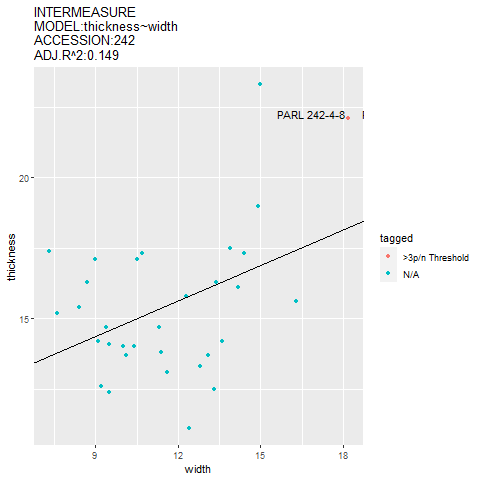 INTERMEASURE
MODEL:thickness~width
ACCESSION:242
ADJ.R^2:0.149
PARL 242-4-8
20
15
thickness
9
12
15
18
width
tagged
>3p/n Threshold
N/A